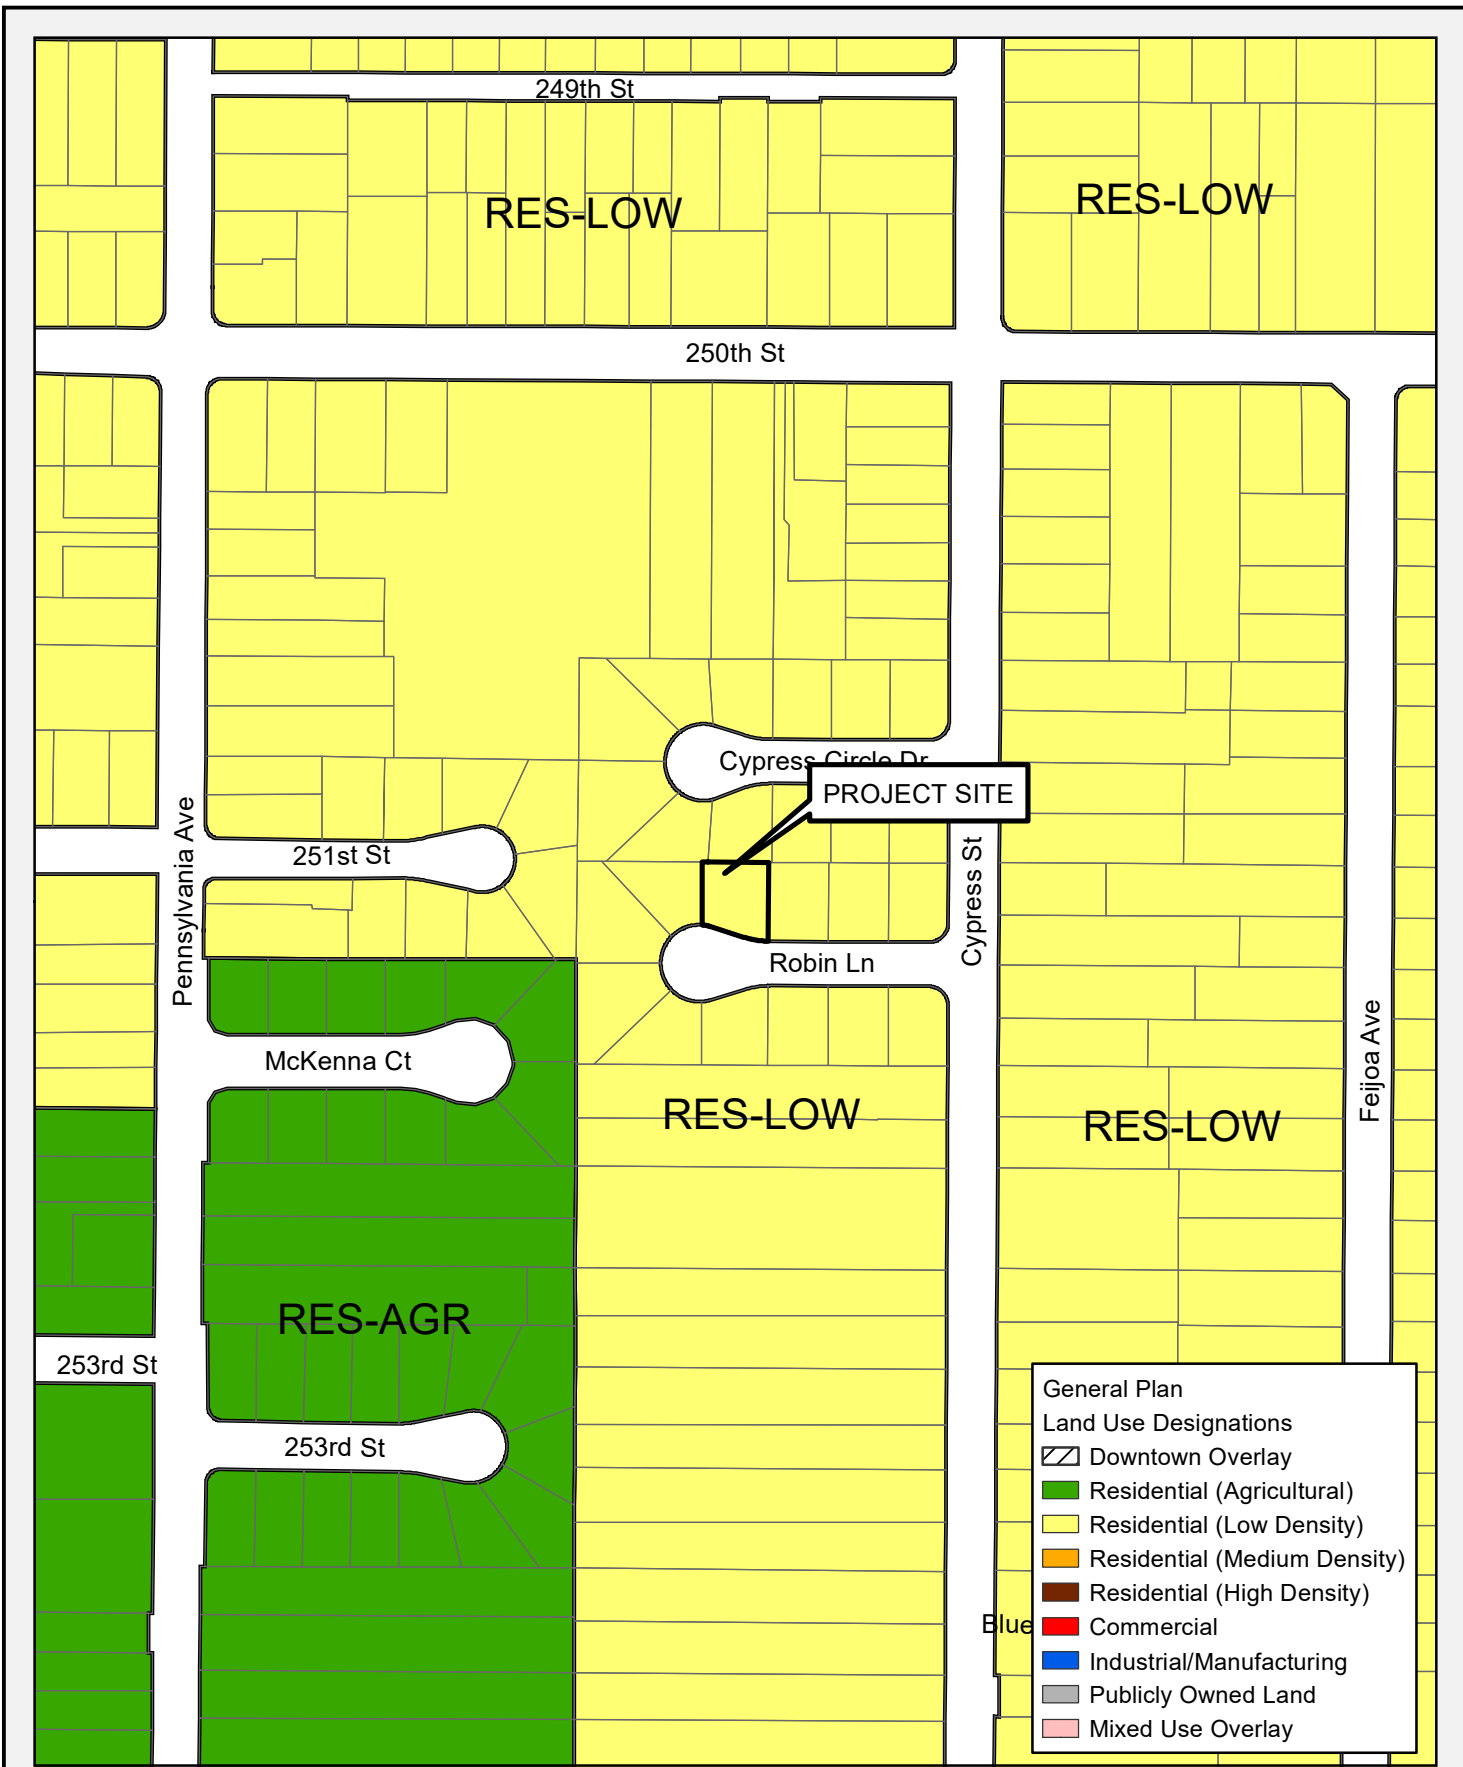 249th St
RES-LOW
RES-LOW
250th St
Cypress Circle Dr
PROJECT SITE
251st St
Pennsylvania Ave
Cypress St
Robin Ln
McKenna Ct
Feijoa Ave
RES-LOW
RES-LOW
RES-AGR
253rd St
253rd St
Blue
General Plan
Land Use Designations
Downtown Overlay
Residential (Agricultural)
Residential (Low Density)
Residential (Medium Density)
Residential (High Density)
Commercial
Industrial/Manufacturing
Publicly Owned Land
Mixed Use Overlay